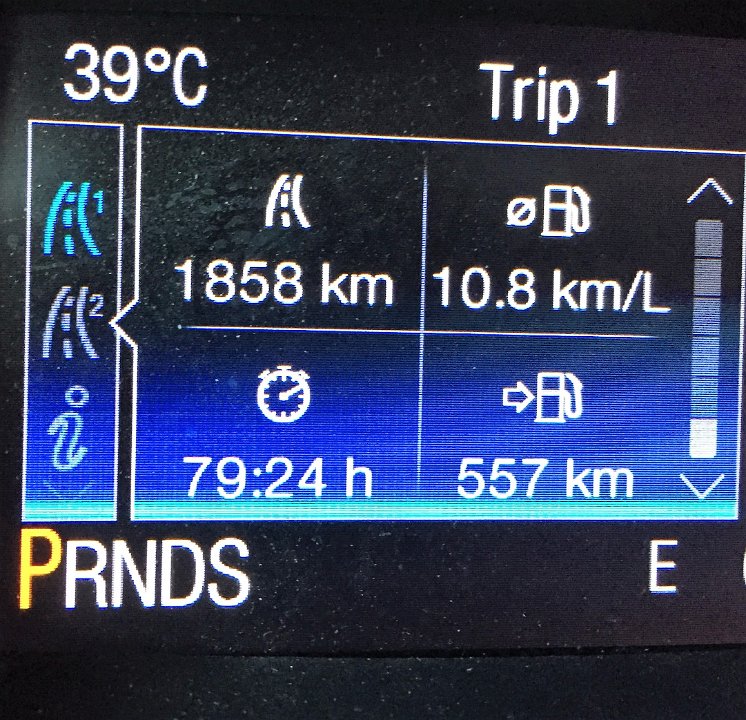 39°C
Trip 1
1
1858 km
10.8 km/L
2
79:24 h
557 km
PRNDS
E